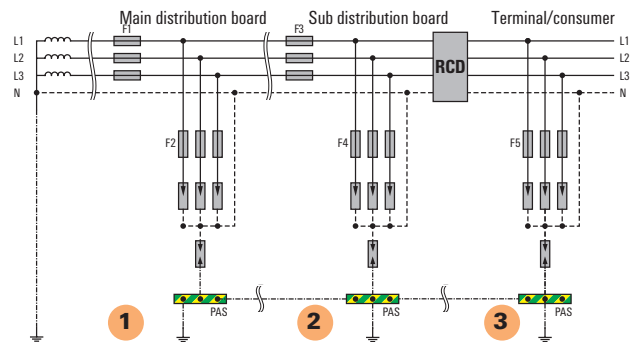 Main distribution board Sub distribution board Terminal/consumer
F1 F3
L1 L1
L2 L2
RCD
L3 L3
N N
F2 F4 F5
1 PAS 2 PAS 3 PAS